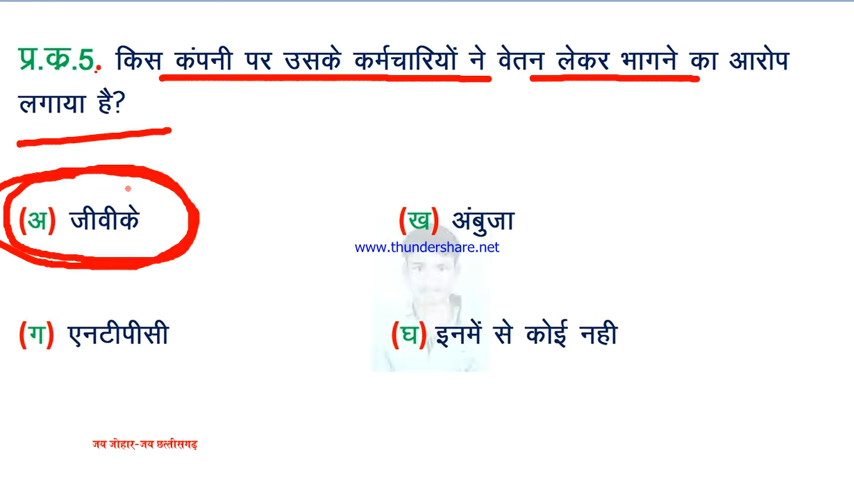 प्र.क.5. किस कंपनी पर उसके कर्मचारियों ने वेतन लेकर भागने का आरोप
लगाया है?
(अ) जीवीके
(ख) अंबुजा
www.thundershare.net
(ग) एनटीपीसी
(घ) इनमें से कोई नही
जय जोहार-जय छत्तीसगढ़